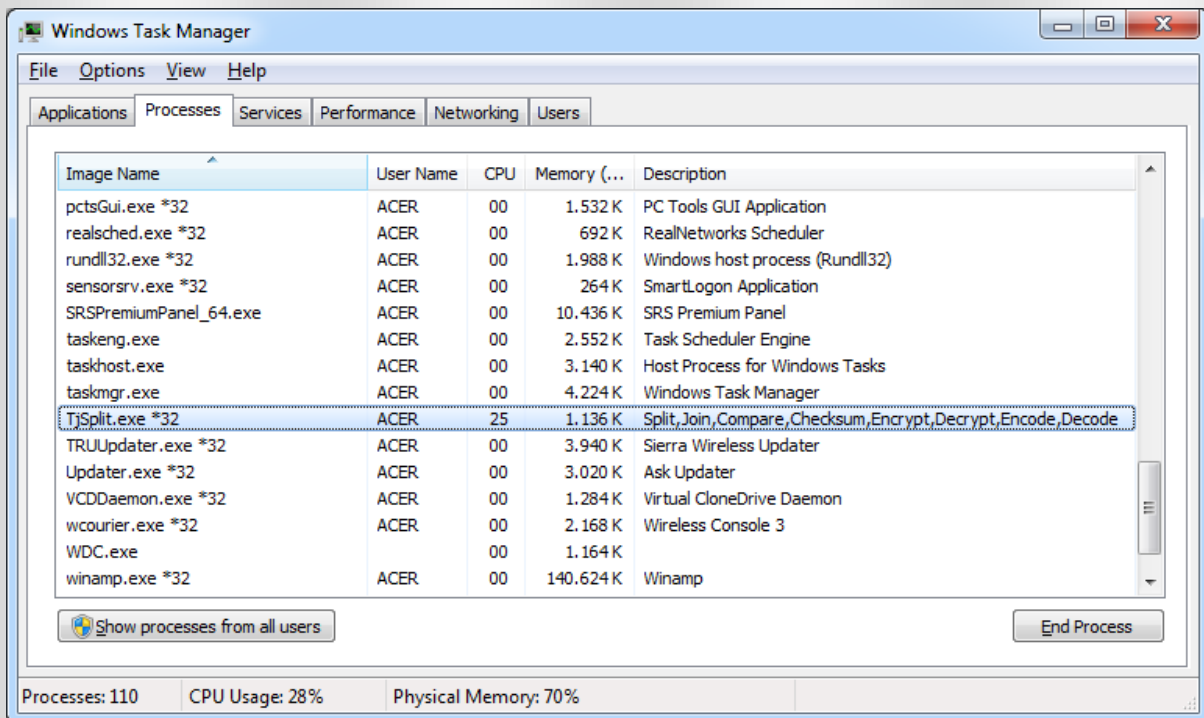 Windows Task Manager
File Options View Help
Applications Processes Services Performance Networking Users
Image Name User Name CPU Memory (... Description
pctsGui.exe *32 ACER 00 1.532 K PC Tools GUI Application
realsched.exe *32 ACER 00 692 K RealNetworks Scheduler
rundll32.exe *32 ACER 00 1.988 K Windows host process (Rundll32)
sensorsrv.exe *32 ACER 00 264 K SmartLogon Application
SRSPremiumPanel_64.exe ACER 00 10.436 K SRS Premium Panel
taskeng.exe ACER 00 2.552 K Task Scheduler Engine
taskhost.exe ACER 00 3.140 K Host Process for Windows Tasks
taskmgr.exe ACER 00 4.224 K Windows Task Manager
TjSplit.exe *32 ACER 25 1.136 K Split,Join,Compare,Checksum,Encrypt,Decrypt,Encode,Decode
TRUUpdater.exe *32 ACER 00 3.940 K Sierra Wireless Updater
Updater.exe *32 ACER 00 3.020 K Ask Updater
VCDDaemon.exe *32 ACER 00 1.284 K Virtual CloneDrive Daemon
wcourier.exe *32 ACER 00 2.168 K Wireless Console 3
WDC.exe 00 1.164 K
winamp.exe *32 ACER 00 140.624 K Winamp
Show processes from all users End Process
Processes: 110 CPU Usage: 28% Physical Memory: 70%